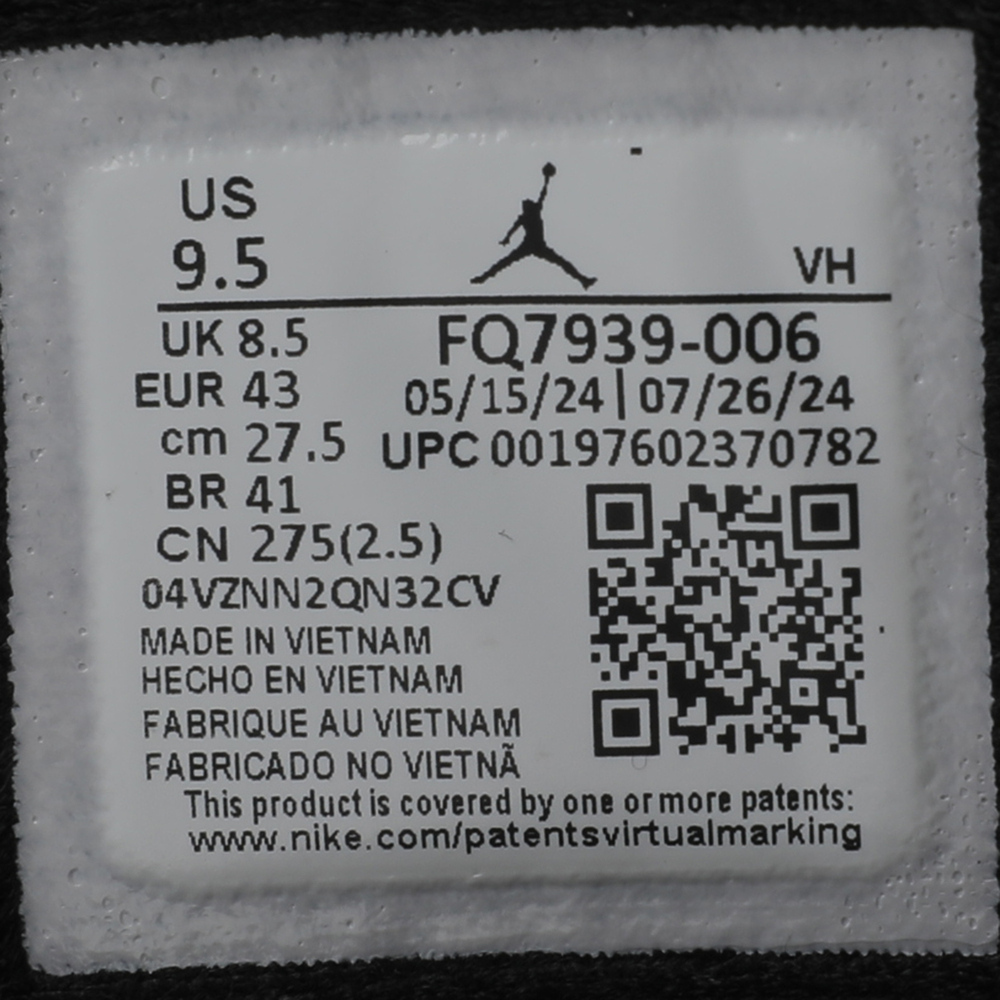 US
9.5
VH
UK 8.5
FQ7939-006
EUR 43
05/15/24|07/26/24
cm 27.5
UPC 00197602370782
BR 41
CN 275(2.5)
04VZNN2QN32CV
MADE IN VIETNAM
HECHO EN VIETNAM
FABRIQUE AU VIETNAM
FABRICADO NO VIETNÃ
This product is covered by one or more patents:
www.nike.com/patentsvirtualmarking